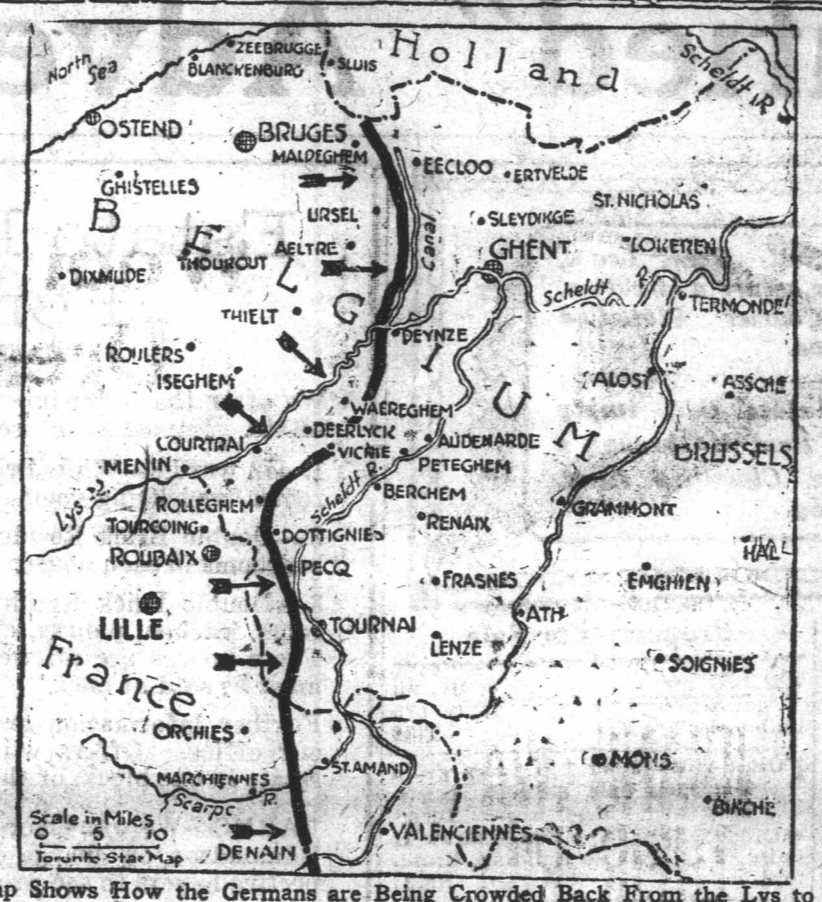 Holland
North Sea
ZEEBRUGGE
BLANCKENBURG
SLUIS
Scheldt R
OSTEND
BRUGES
MALDEGHEM
EECLOO
ERTVELDE
GHISTELLES
ST. NICHOLAS
URSEL
SLEYDIKGE
BELGIUM
Canal
AELTRE
GHENT
LOKEREN
THOUROUT
DIXMUDE
Scheldt R.
TERMONDE
THIELT
DEYNZE
ROULERS
ISEGHEM
ALOST
ASSCHE
WAEREGHEM
DEERLYCK
COURTRAI
AUDENARDE
VICHTE
BRUSSELS
MENIN
PETEGHEM
Scheldt R.
BERCHEM
Lys R.
ROLLEGHEM
GRAMMONT
TOURCOING
RENAIX
DOTTIGNIES
ROUBAIX
HAL
PECQ
FRASNES
EMGHIEN
LILLE
ATH
TOURNAI
LENZE
SOIGNIES
France
ORCHIES
MONS
ST. AMAND
MARCHIENNES
Scarpe R.
BINCHE
Scale in Miles
0 5 10
VALENCIENNES
Toronto Star Map
DENAIN
Shows How the Germans are Being Crowded Back From the Lys to